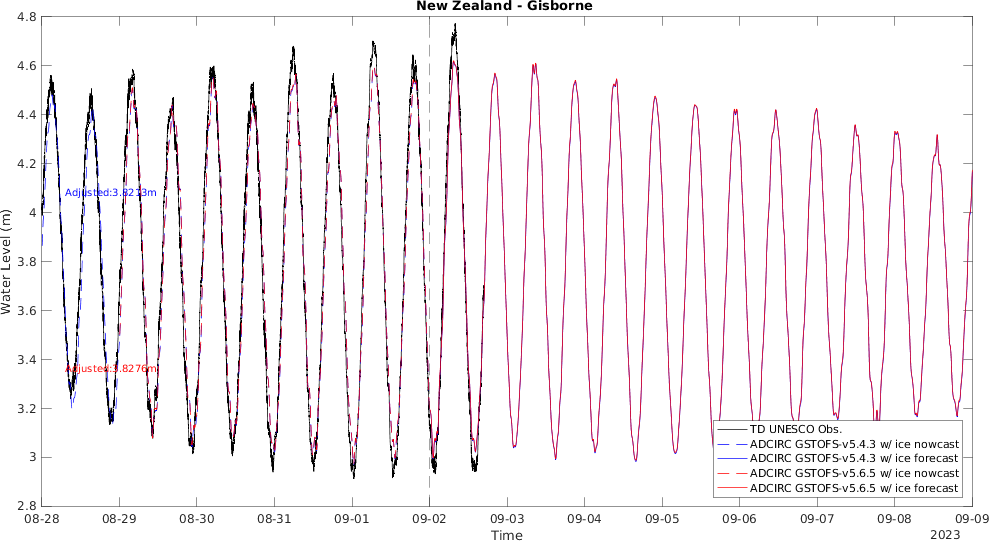 New Zealand - Gisborne
4.8
4.6
4.4
4.2
4
3.8
3.6
3.4
3.2
3
2.8
Water Level (m)
Adjusted:3.8213m
Adjusted:3.8276m
TD UNESCO Obs.
ADCIRC GSTOFS-v5.4.3 w/ ice nowcast
ADCIRC GSTOFS-v5.4.3 w/ ice forecast
ADCIRC GSTOFS-v5.6.5 w/ ice nowcast
ADCIRC GSTOFS-v5.6.5 w/ ice forecast
08-28 08-29 08-30 08-31 09-01 09-02 09-03 09-04 09-05 09-06 09-07 09-08 09-09
Time
2023